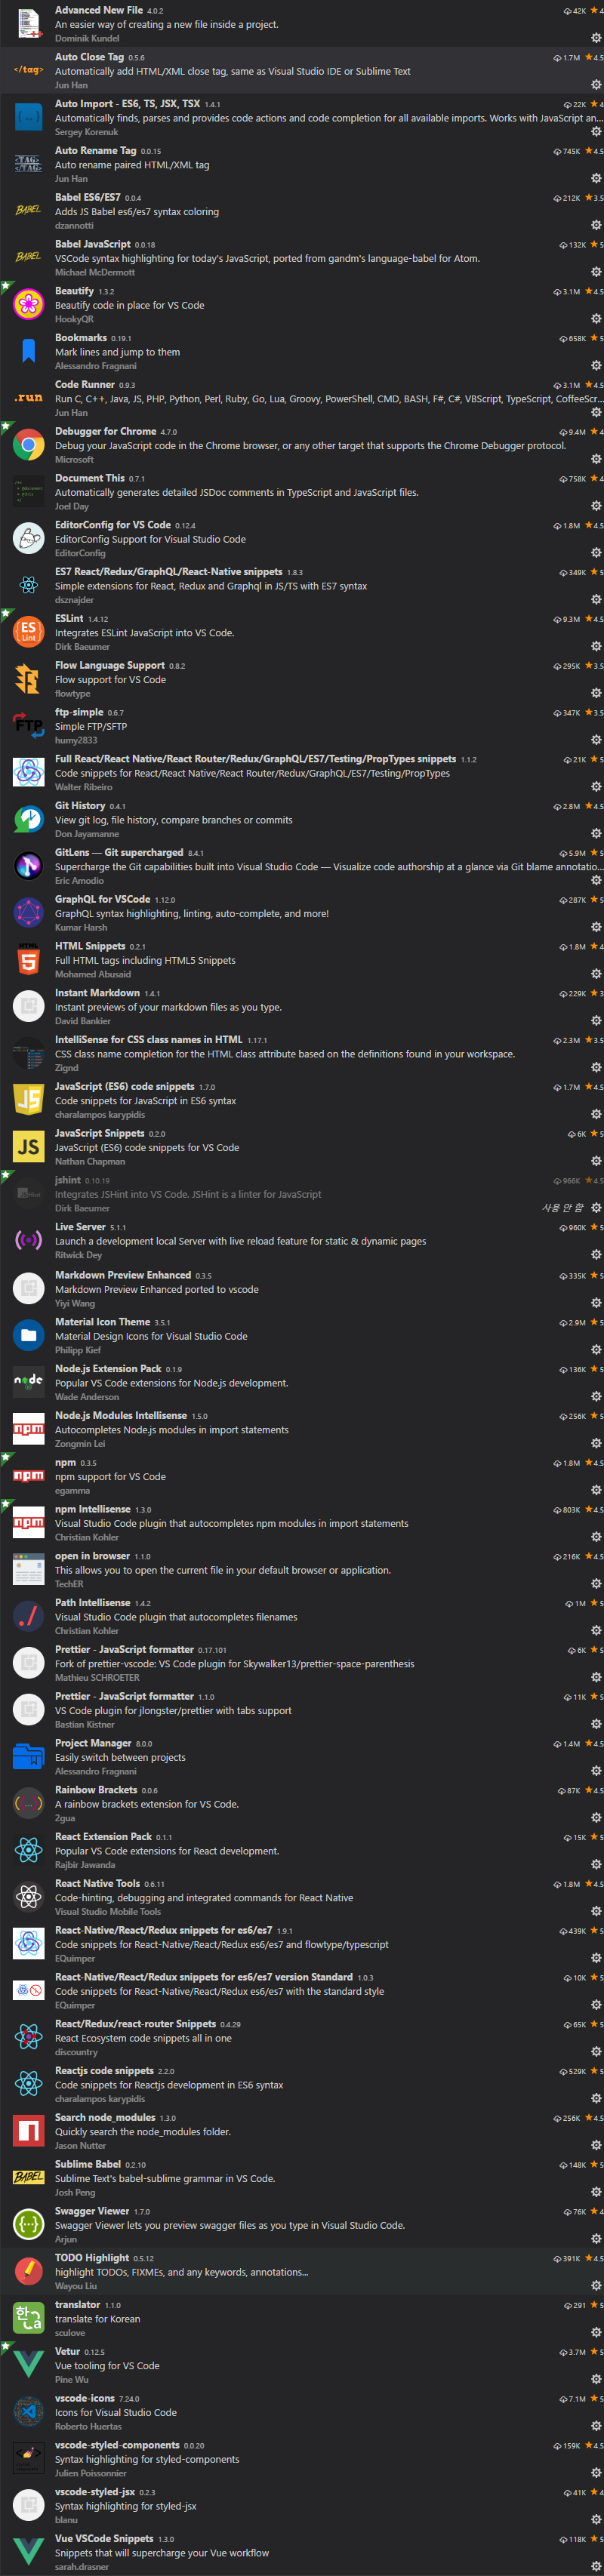 Advanced New File 4.0.2 42K 4
An easier way of creating a new file inside a project.
Dominik Kundel
Auto Close Tag 0.5.6 1.7M 4.5
Automatically add HTML/XML close tag, same as Visual Studio IDE or Sublime Text
Jun Han
Auto Import - ES6, TS, JSX, TSX 1.4.1 22K 4
Automatically finds, parses and provides code actions and code completion for all available imports. Works with JavaScript an...
Sergey Korenuk
Auto Rename Tag 0.0.15 745K 4.5
Auto rename paired HTML/XML tag
Jun Han
Babel ES6/ES7 0.0.4 212K 3.5
Adds JS Babel es6/es7 syntax coloring
dzannotti
Babel JavaScript 0.0.18 132K 5
VSCode syntax highlighting for today's JavaScript, ported from gandm's language-babel for Atom.
Michael McDermott
Beautify 1.3.2 3.1M 4.5
Beautify code in place for VS Code
HookyQR
Bookmarks 0.19.1 658K 5
Mark lines and jump to them
Alessandro Fragnani
Code Runner 0.9.3 3.1M 4.5
Run C, C++, Java, JS, PHP, Python, Perl, Ruby, Go, Lua, Groovy, PowerShell, CMD, BASH, F#, C#, VBScript, TypeScript, CoffeeScr...
Jun Han
Debugger for Chrome 4.7.0 9.4M 4
Debug your JavaScript code in the Chrome browser, or any other target that supports the Chrome Debugger protocol.
Microsoft
Document This 0.7.1 758K 4
Automatically generates detailed JSDoc comments in TypeScript and JavaScript files.
Joel Day
EditorConfig for VS Code 0.12.4 1.8M 4.5
EditorConfig Support for Visual Studio Code
EditorConfig
ES7 React/Redux/GraphQL/React-Native snippets 1.8.3 349K 5
Simple extensions for React, Redux and Graphql in JS/TS with ES7 syntax
dsznajder
ESLint 1.4.12 9.3M 4.5
Integrates ESLint JavaScript into VS Code.
Dirk Baeumer
Flow Language Support 0.8.2 295K 3.5
Flow support for VS Code
flowtype
ftp-simple 0.6.7 347K 3.5
Simple FTP/SFTP
humy2833
Full React/React Native/React Router/Redux/GraphQL/ES7/Testing/PropTypes snippets 1.1.2 21K 5
Code snippets for React/React Native/React Router/Redux/GraphQL/ES7/Testing/PropTypes
Walter Ribeiro
Git History 0.4.1 2.8M 4.5
View git log, file history, compare branches or commits
Don Jayamanne
GitLens — Git supercharged 8.4.1 5.9M 5
Supercharge the Git capabilities built into Visual Studio Code — Visualize code authorship at a glance via Git blame annotatio...
Eric Amodio
GraphQL for VSCode 1.12.0 287K 5
GraphQL syntax highlighting, linting, auto-complete, and more!
Kumar Harsh
HTML Snippets 0.2.1 1.8M 4
Full HTML tags including HTML5 Snippets
Mohamed Abusaid
Instant Markdown 1.4.1 229K 3
Instant previews of your markdown files as you type.
David Bankier
IntelliSense for CSS class names in HTML 1.17.1 2.3M 3.5
CSS class name completion for the HTML class attribute based on the definitions found in your workspace.
Zignd
JavaScript (ES6) code snippets 1.7.0 1.7M 4.5
Code snippets for JavaScript in ES6 syntax
charalampos karypidis
JavaScript Snippets 0.2.0 6K 5
JavaScript (ES6) code snippets for VS Code
Nathan Chapman
jshint 0.10.19 966K 4.5
Integrates JSHint into VS Code. JSHint is a linter for JavaScript
Dirk Baeumer 사용 안 함
Live Server 5.1.1 960K 5
Launch a development local Server with live reload feature for static & dynamic pages
Ritwick Dey
Markdown Preview Enhanced 0.3.5 335K 5
Markdown Preview Enhanced ported to vscode
Yiyi Wang
Material Icon Theme 3.5.1 2.9M 5
Material Design Icons for Visual Studio Code
Philipp Kief
Node.js Extension Pack 0.1.9 136K 5
Popular VS Code extensions for Node.js development.
Wade Anderson
Node.js Modules Intellisense 1.5.0 256K 5
Autocompletes Node.js modules in import statements
Zongmin Lei
npm 0.3.5 1.8M 4.5
npm support for VS Code
egamma
npm Intellisense 1.3.0 803K 4.5
Visual Studio Code plugin that autocompletes npm modules in import statements
Christian Kohler
open in browser 1.1.0 216K 4.5
This allows you to open the current file in your default browser or application.
TechER
Path Intellisense 1.4.2 1M 5
Visual Studio Code plugin that autocompletes filenames
Christian Kohler
Prettier - JavaScript formatter 0.17.101 6K 5
Fork of prettier-vscode: VS Code plugin for Skywalker13/prettier-space-parenthesis
Mathieu SCHROETER
Prettier - JavaScript formatter 1.1.0 11K 5
VS Code plugin for jlongster/prettier with tabs support
Bastian Kistner
Project Manager 8.0.0 1.4M 4.5
Easily switch between projects
Alessandro Fragnani
Rainbow Brackets 0.0.6 87K 4.5
A rainbow brackets extension for VS Code.
2gua
React Extension Pack 0.1.1 15K 5
Popular VS Code extensions for React development.
Rajbir Jawanda
React Native Tools 0.6.11 1.8M 4.5
Code-hinting, debugging and integrated commands for React Native
Visual Studio Mobile Tools
React-Native/React/Redux snippets for es6/es7 1.9.1 439K 5
Code snippets for React-Native/React/Redux es6/es7 and flowtype/typescript
EQuimper
React-Native/React/Redux snippets for es6/es7 version Standard 1.0.3 10K 5
Code snippets for React-Native/React/Redux es6/es7 with the standard style
EQuimper
React/Redux/react-router Snippets 0.4.29 65K 5
React Ecosystem code snippets all in one
discountry
Reactjs code snippets 2.2.0 529K 5
Code snippets for Reactjs development in ES6 syntax
charalampos karypidis
Search node_modules 1.3.0 256K 4.5
Quickly search the node_modules folder.
Jason Nutter
Sublime Babel 0.2.10 148K 5
Sublime Text's babel-sublime grammar in VS Code.
Josh Peng
Swagger Viewer 1.7.0 76K 4
Swagger Viewer lets you preview swagger files as you type in Visual Studio Code.
Arjun
TODO Highlight 0.5.12 391K 4.5
highlight TODOs, FIXMEs, and any keywords, annotations...
Wayou Liu
translator 1.1.0 291 5
translate for Korean
sculove
Vetur 0.12.5 3.7M 5
Vue tooling for VS Code
Pine Wu
vscode-icons 7.24.0 7.1M 5
Icons for Visual Studio Code
Roberto Huertas
vscode-styled-components 0.0.20 159K 4.5
Syntax highlighting for styled-components
Julien Poissonnier
vscode-styled-jsx 0.2.3 41K 4
Syntax highlighting for styled-jsx
blanu
Vue VSCode Snippets 1.3.0 118K 5
Snippets that will supercharge your Vue workflow
sarah.drasner